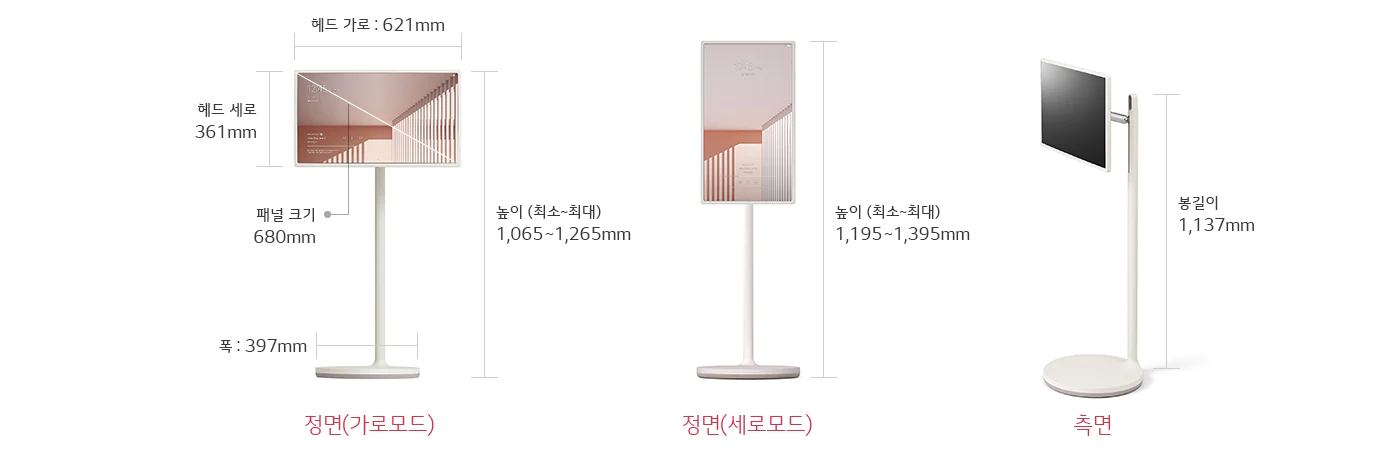 헤드 가로 : 621mm
헤드 세로
361mm
패널 크기
680mm
높이 (최소~최대)
1,065~1,265mm
폭 : 397mm
정면(가로모드)
높이 (최소~최대)
1,195~1,395mm
정면(세로모드)
봉길이
1,137mm
측면